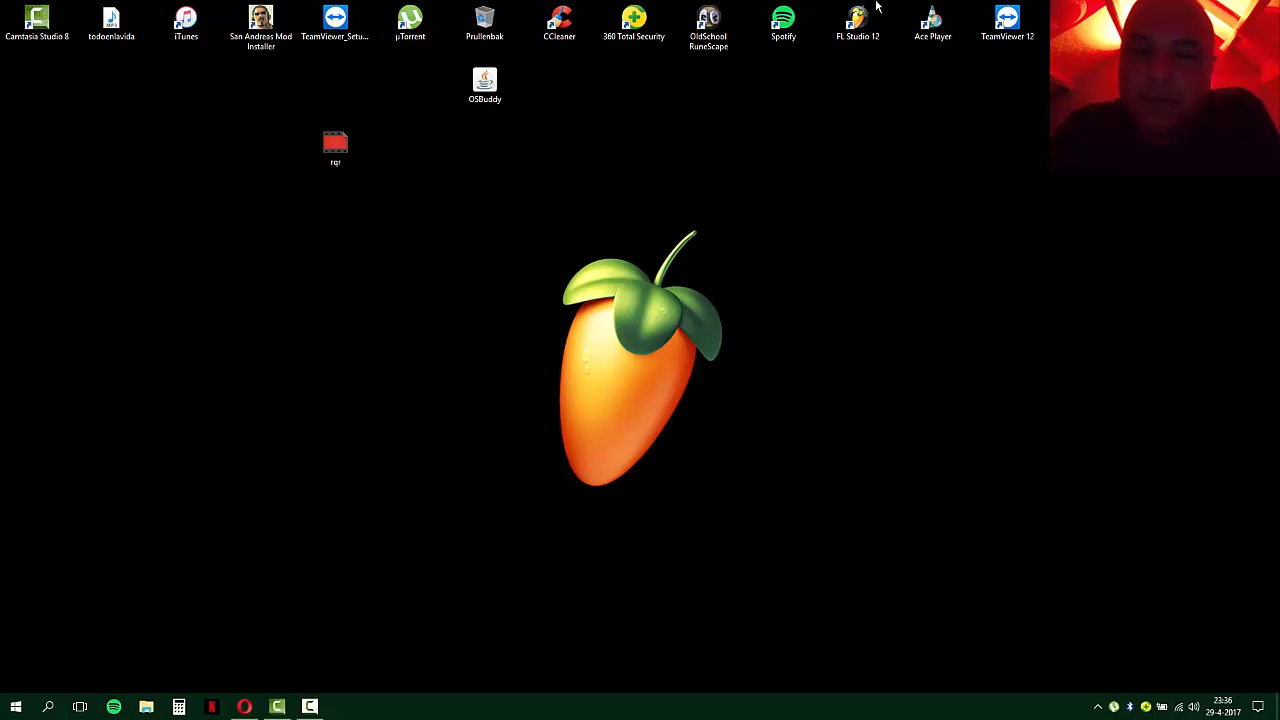 Camtasia Studio 8
todoenlavida
iTunes
San Andreas Mod
Installer
TeamViewer_Setu...
µTorrent
Prullenbak
CCleaner
360 Total Security
OldSchool
RuneScape
Spotify
FL Studio 12
Ace Player
TeamViewer 12
MP3
OSBuddy
rqr
23:36
29-4-2017